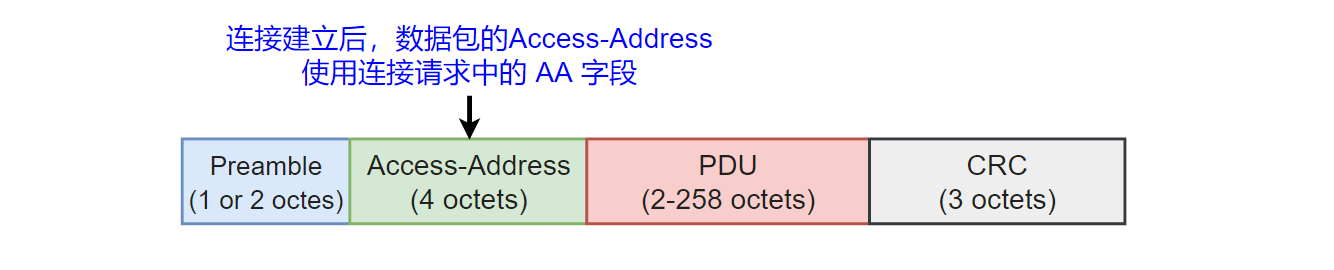 连接建立后，数据包的Access-Address
使用连接请求中的 AA 字段
Preamble
(1 or 2 octes)
Access-Address
(4 octets)
PDU
(2-258 octets)
CRC
(3 octets)